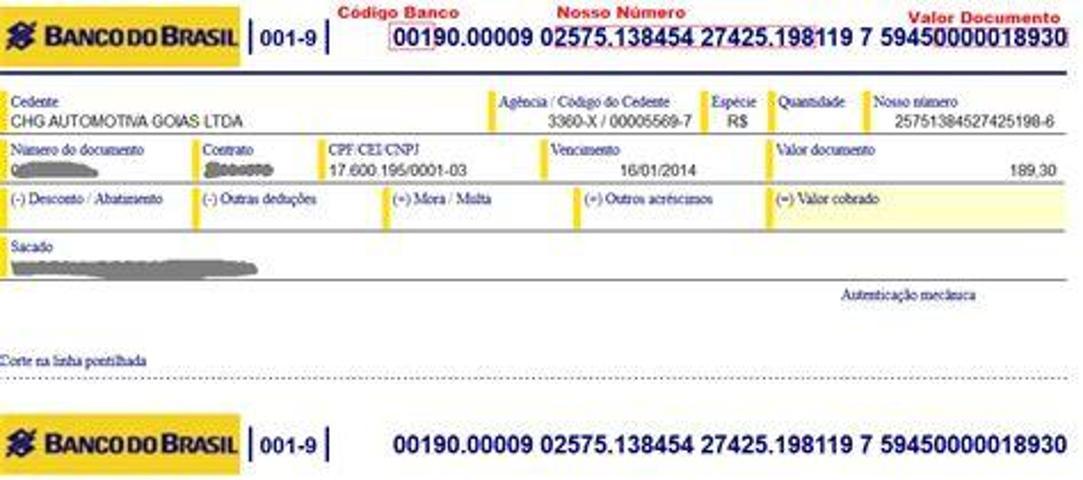 Código Banco Nosso Número Valor Documento
BANCO DO BRASIL 001-9 00190.00009 02575.138454 27425.198119 7 59450000018930
Cedente Agência / Código do Cedente Espécie Quantidade Nosso número
CHG AUTOMOTIVA GOIAS LTDA 3360-X / 00005569-7 R$ 25751384527425198-6
Número do documento Contrato CPF/CEI/CNPJ Vencimento Valor documento
17.600.195/0001-03 16/01/2014 189,30
(-) Desconto / Abatimento (-) Outras deduções (+) Mora / Multa (+) Outros acréscimos (=) Valor cobrado
Sacado
Autenticação mecânica
Corte na linha pontilhada
BANCO DO BRASIL 001-9 00190.00009 02575.138454 27425.198119 7 59450000018930